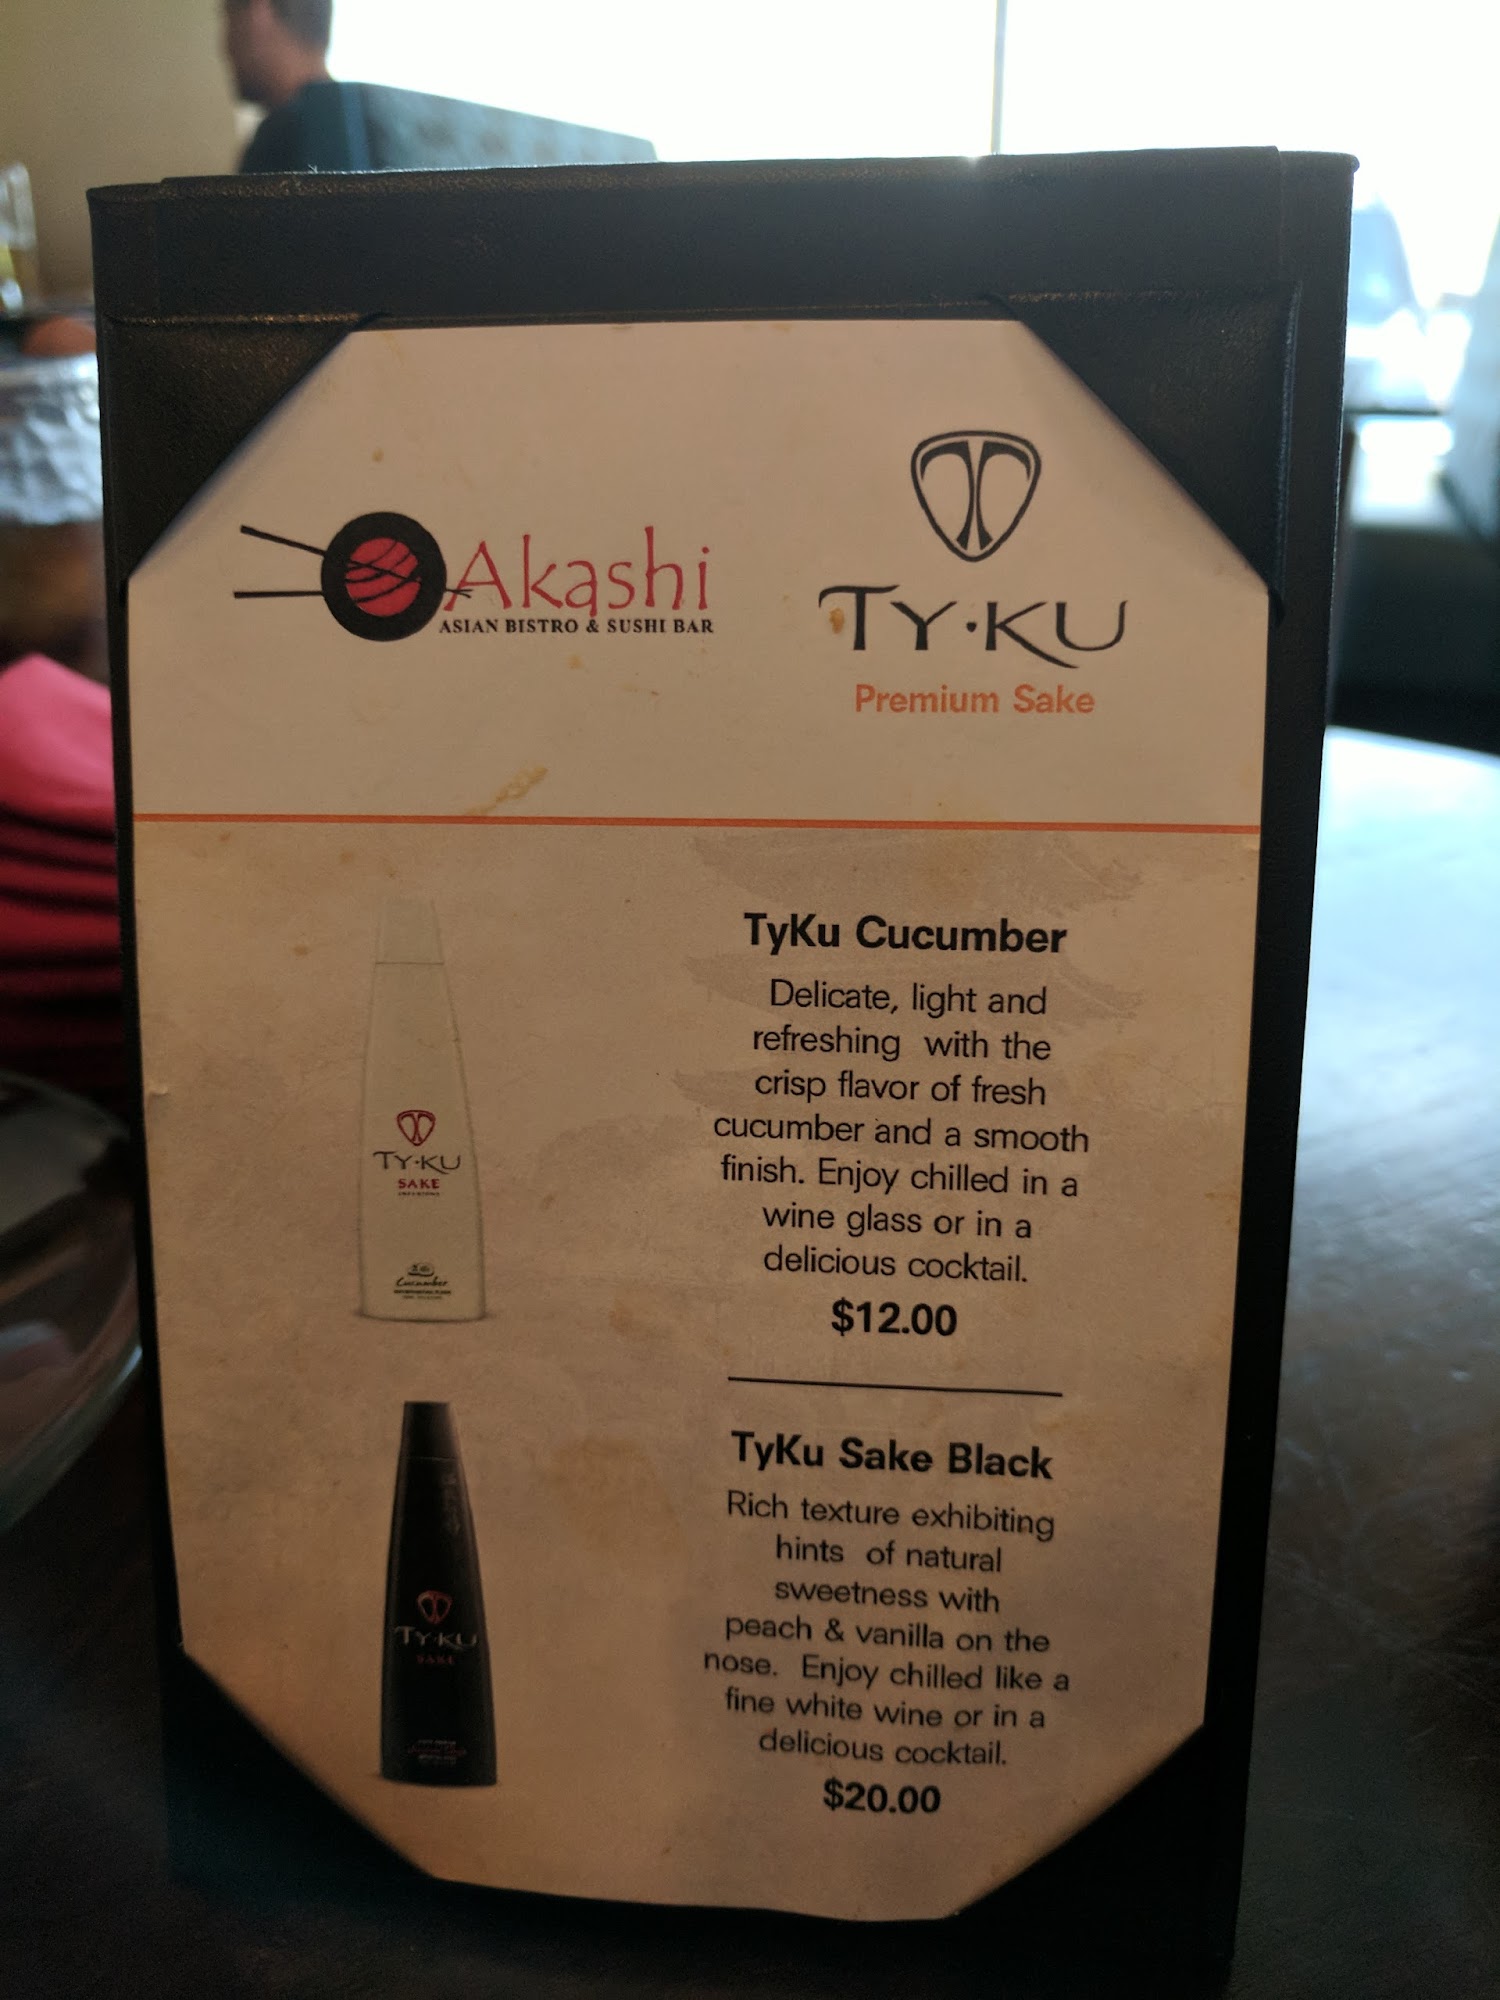 Akashi
ASIAN BISTRO & SUSHI BAR
TY·KU
Premium Sake
TyKu Cucumber
Delicate, light and
refreshing with the
crisp flavor of fresh
cucumber and a smooth
finish. Enjoy chilled in a
wine glass or in a
delicious cocktail.
$12.00
TY·KU
SAKE
Cucumber
TyKu Sake Black
Rich texture exhibiting
hints of natural
sweetness with
peach & vanilla on the
nose. Enjoy chilled like a
fine white wine or in a
delicious cocktail.
$20.00
TY·KU
SAKE